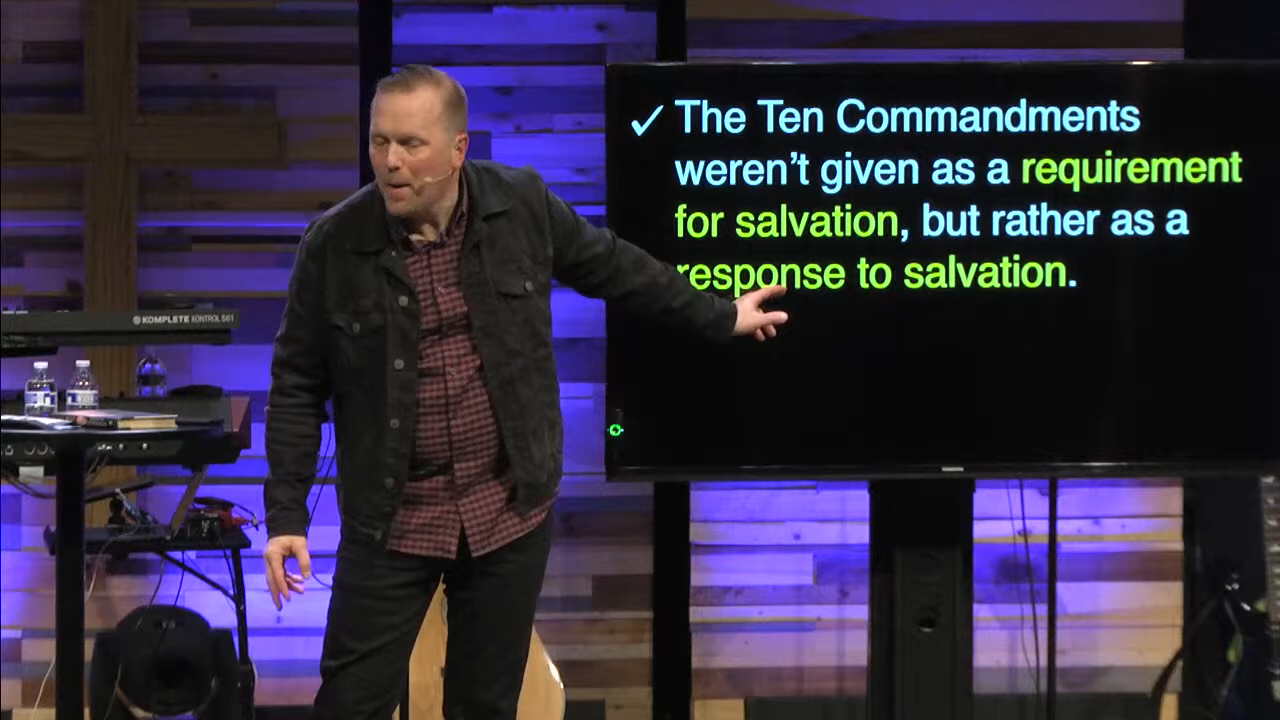 ✓ The Ten Commandments
weren't given as a requirement
for salvation, but rather as a
response to salvation.
KOMPLETE KONTROL S61